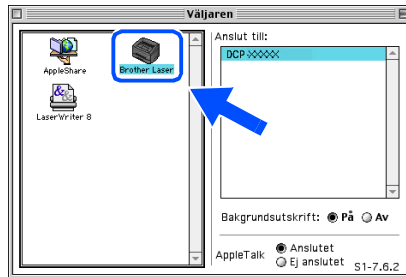 Väljaren
Anslut till:
DCP-XXXXX
AppleShare
Brother Laser
LaserWriter 8
Bakgrundsutskrift: På Av
AppleTalk
Anslutet
Ej anslutet
S1-7.6.2